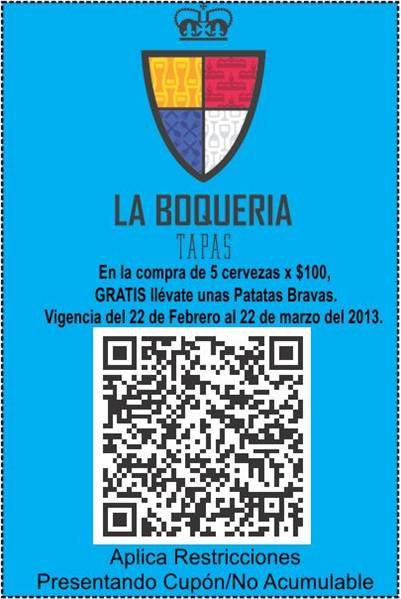 LA BOQUERIA
TAPAS
En la compra de 5 cervezas x $100,
GRATIS llévate unas Patatas Bravas.
Vigencia del 22 de Febrero al 22 de marzo del 2013.
Aplica Restricciones
Presentando Cupón/No Acumulable